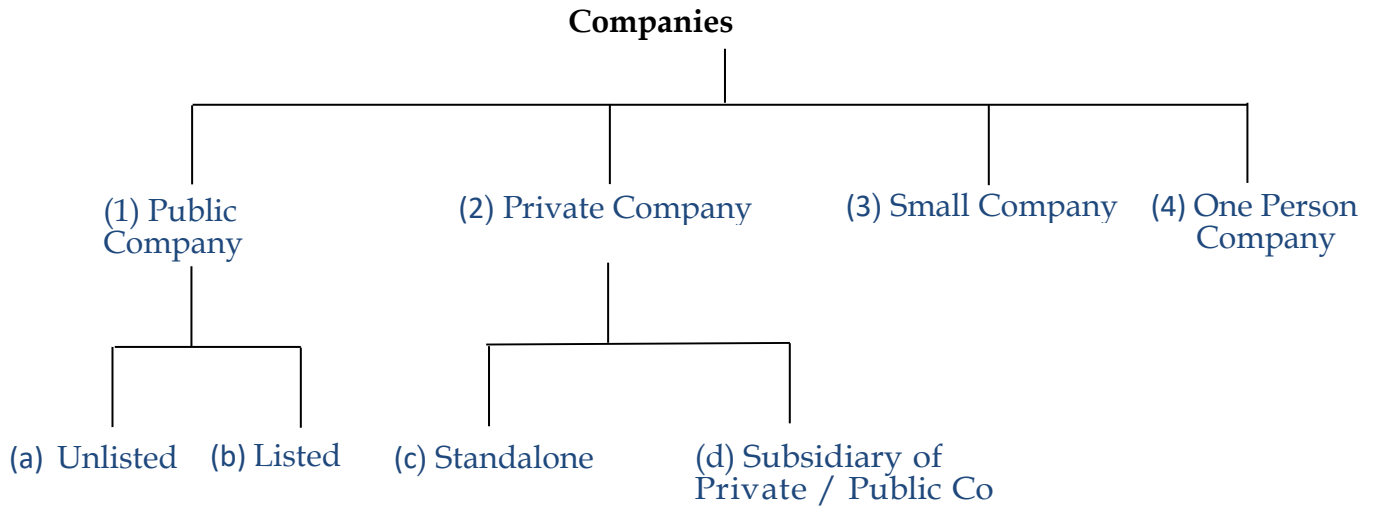 Companies
(1) Public
Company
(2) Private Company
(3) Small Company
(4) One Person
Company
(a) Unlisted
(b) Listed
(c) Standalone
(d) Subsidiary of
Private / Public Co